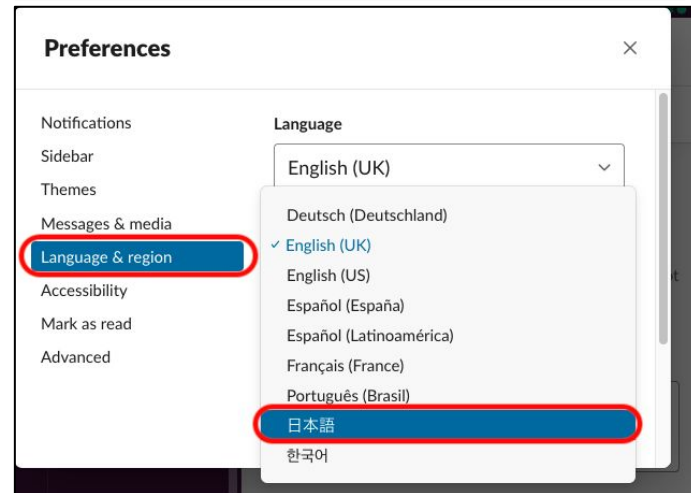 Preferences
Notifications
Sidebar
Themes
Messages & media
Language & region
Accessibility
Mark as read
Advanced
Language
English (UK)
Deutsch (Deutschland)
✓ English (UK)
English (US)
Español (España)
Español (Latinoamérica)
Français (France)
Português (Brasil)
日本語
한국어